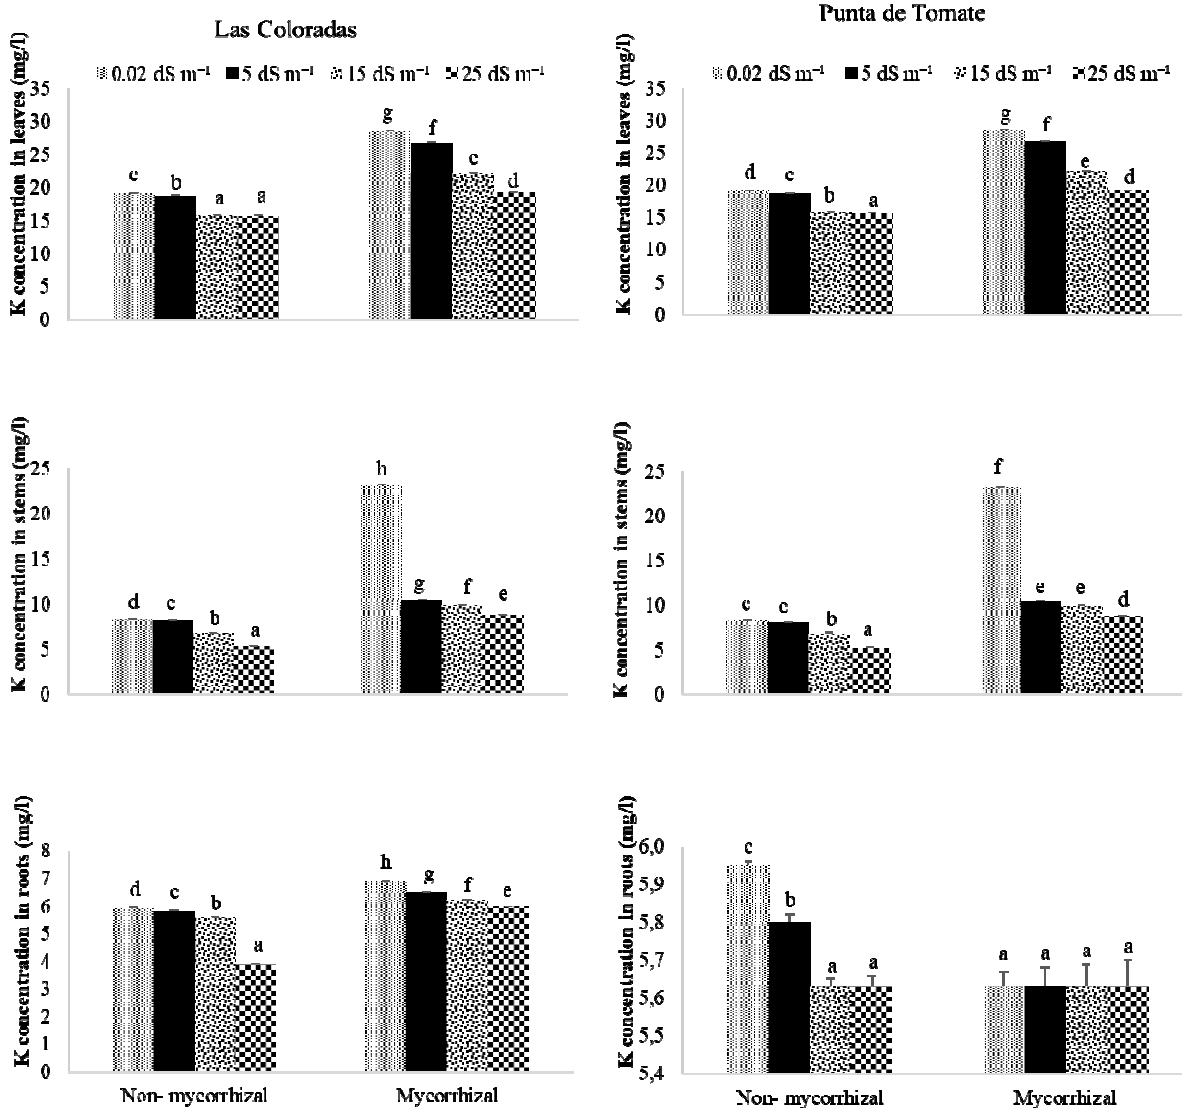 Las Coloradas
0.02 dS m⁻¹ 5 dS m⁻¹ 15 dS m⁻¹ 25 dS m⁻¹
K concentration in leaves (mg/l)
35
30
25
20
15
10
5
0
c b a a g f e d
Punta de Tomate
0.02 dS m⁻¹ 5 dS m⁻¹ 15 dS m⁻¹ 25 dS m⁻¹
K concentration in leaves (mg/l)
35
30
25
20
15
10
5
0
d c b a g f e d
K concentration in stems (mg/l)
25
20
15
10
5
0
d c b a h g f e
K concentration in stems (mg/l)
25
20
15
10
5
0
c c b a f e e d
K concentration in roots (mg/l)
8
7
6
5
4
3
2
1
0
d c b a h g f e
Non- mycorrhizal Mycorrhizal
K concentration in roots (mg/l)
6,0
5,9
5,8
5,7
5,6
5,5
5,4
c b a a a a a a
Non- mycorrhizal Mycorrhizal